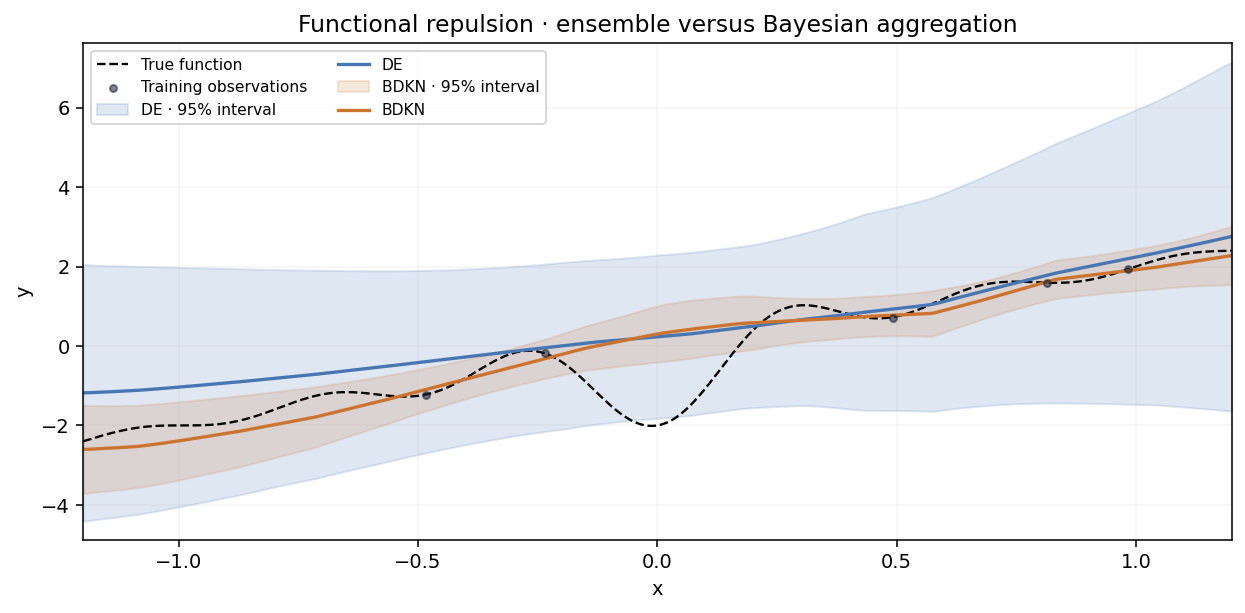 Functional repulsion · ensemble versus Bayesian aggregation
True function
Training observations
DE · 95% interval
DE
BDKN · 95% interval
BDKN
y
6
4
2
0
−2
−4
−1.0
−0.5
0.0
0.5
1.0
x